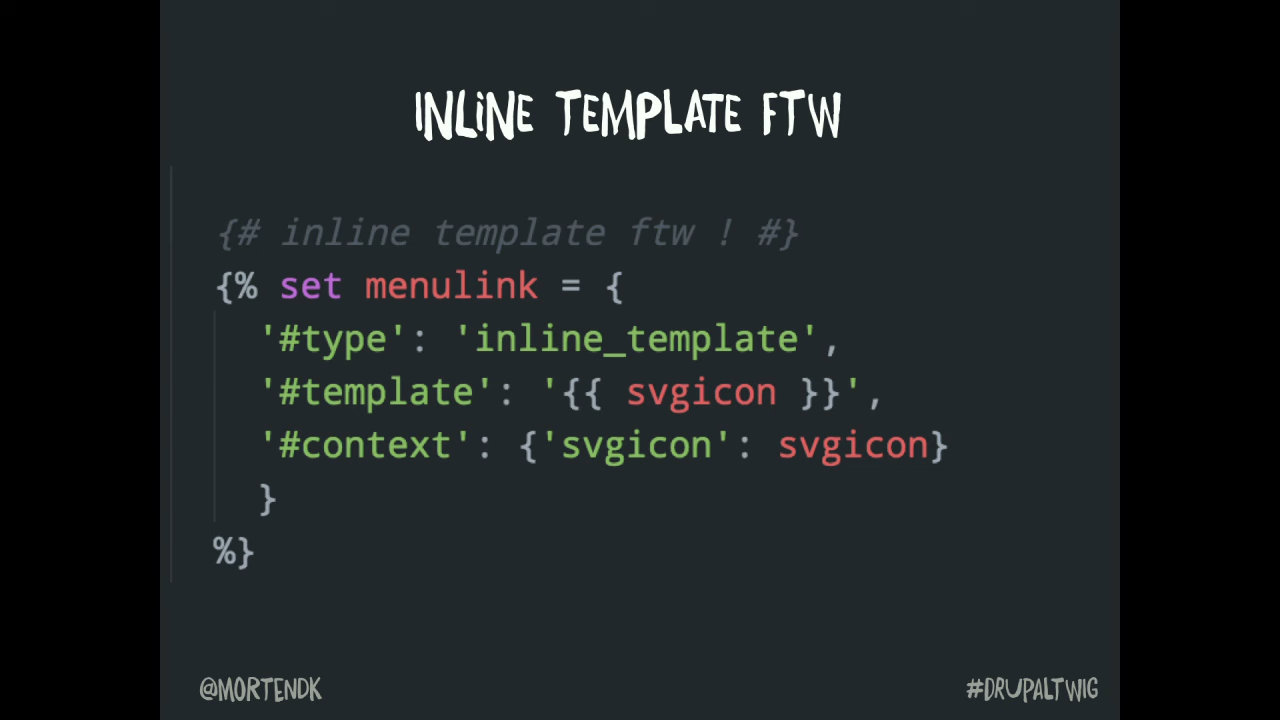 INLINE TEMPLATE FTW
{# inline template ftw ! #}
{% set menulink = {
'#type': 'inline_template',
'#template': '{{ svgicon }}',
'#context': {'svgicon': svgicon}
}
%}
@MORTENDK
#DRUPALTWIG